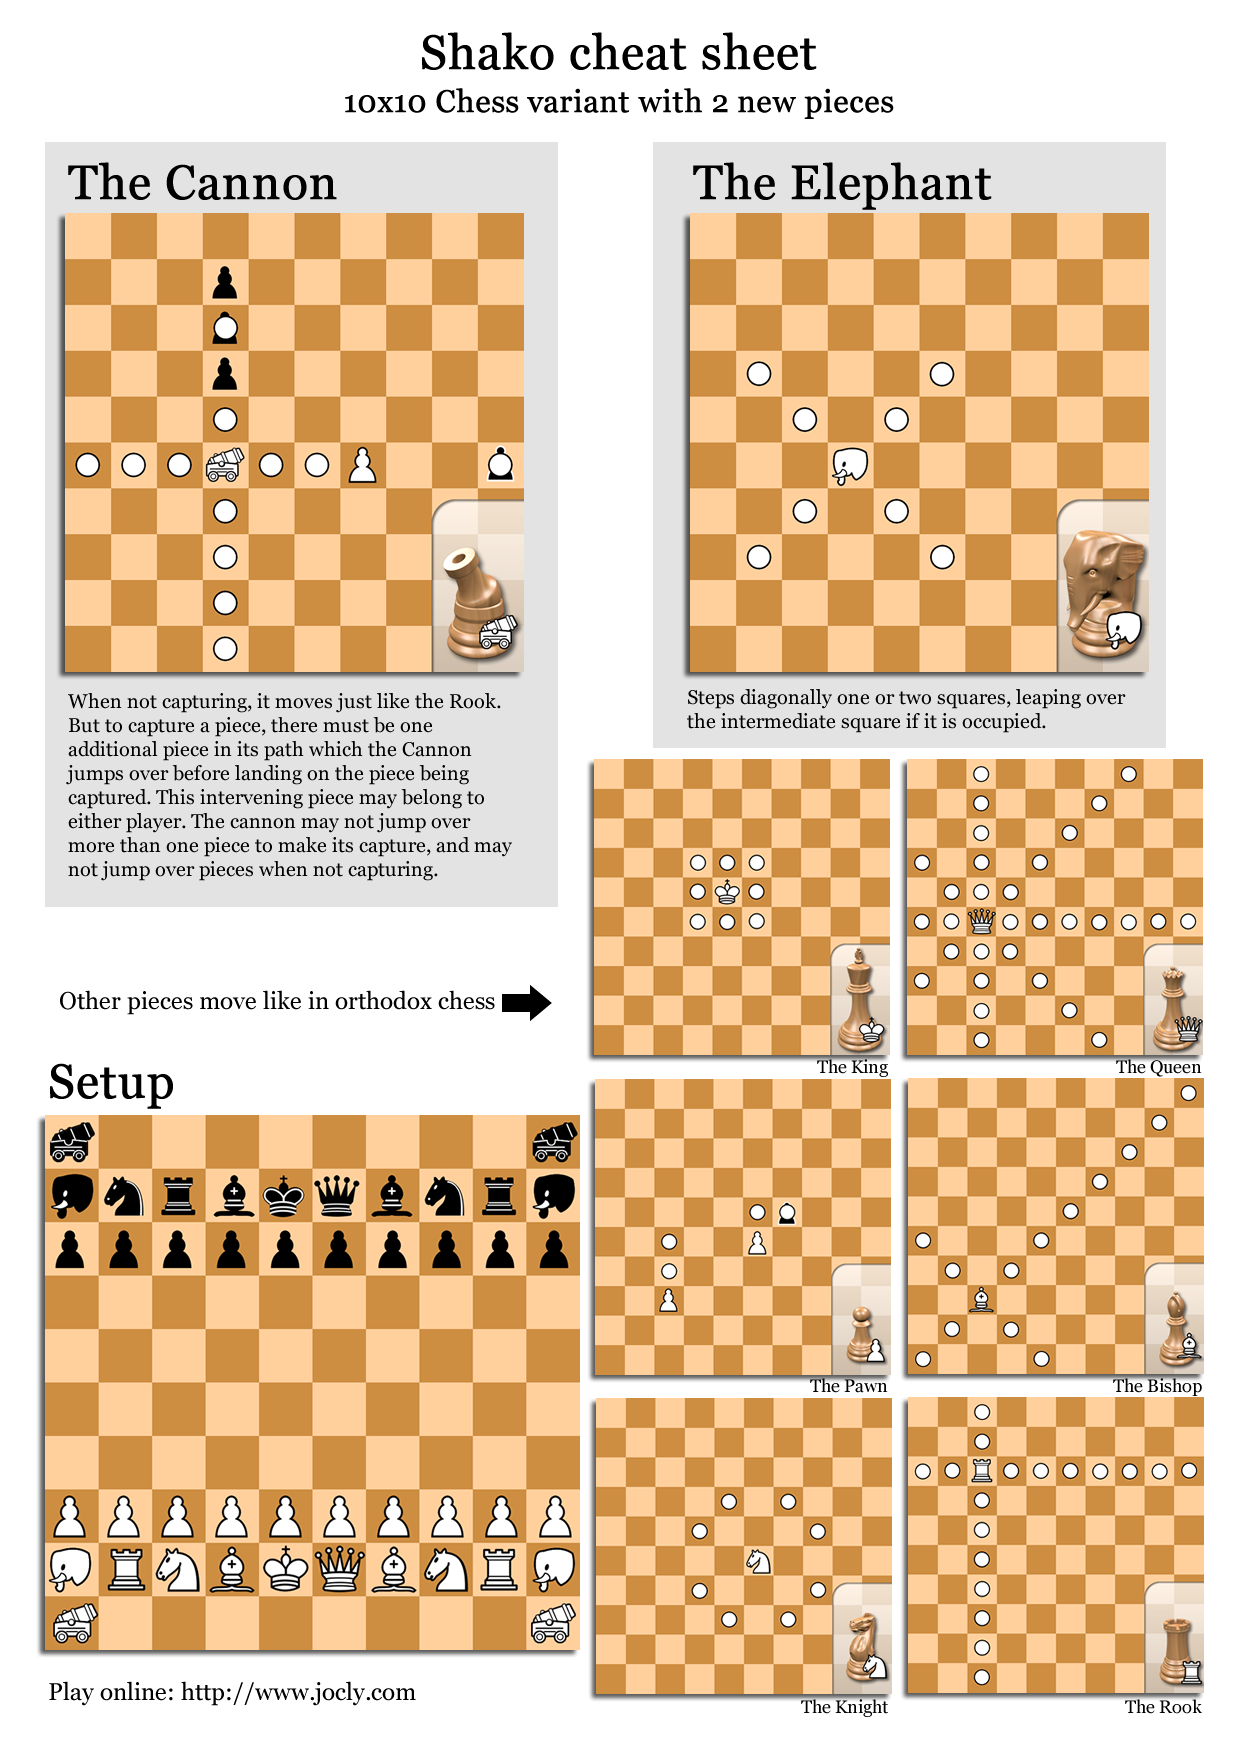 Shako cheat sheet
10x10 Chess variant with 2 new pieces
The Cannon
When not capturing, it moves just like the Rook.
But to capture a piece, there must be one
additional piece in its path which the Cannon
jumps over before landing on the piece being
captured. This intervening piece may belong to
either player. The cannon may not jump over
more than one piece to make its capture, and may
not jump over pieces when not capturing.
The Elephant
Steps diagonally one or two squares, leaping over
the intermediate square if it is occupied.
Other pieces move like in orthodox chess
The King
The Queen
The Pawn
The Bishop
The Knight
The Rook
Setup
Play online: http://www.jocly.com